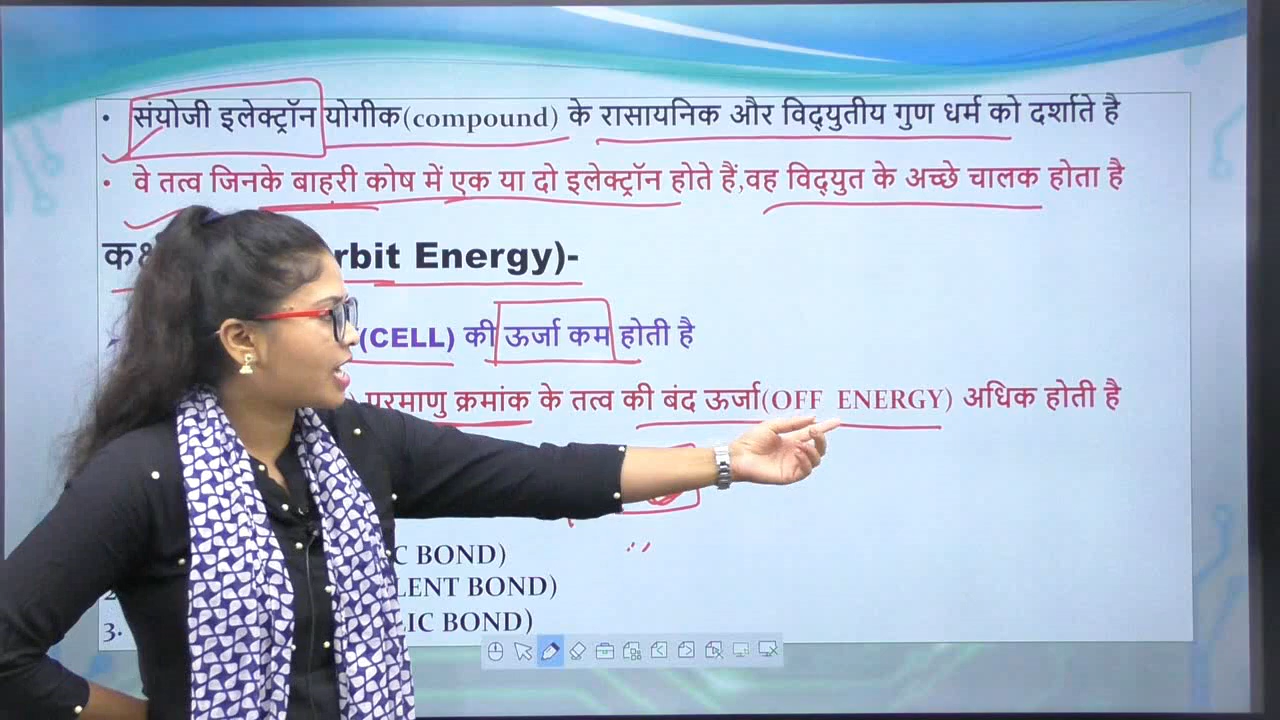 • संयोजी इलेक्ट्रॉन योगीक(compound) के रासायनिक और विद्युतीय गुण धर्म को दर्शाते है
• वे तत्व जिनके बाहरी कोष में एक या दो इलेक्ट्रॉन होते हैं,वह विद्युत के अच्छे चालक होता है
rbit Energy)-
(CELL) की ऊर्जा कम होती है
परमाणु क्रमांक के तत्व की बंद ऊर्जा(OFF ENERGY) अधिक होती है
C BOND)
LENT BOND)
3. LIC BOND)